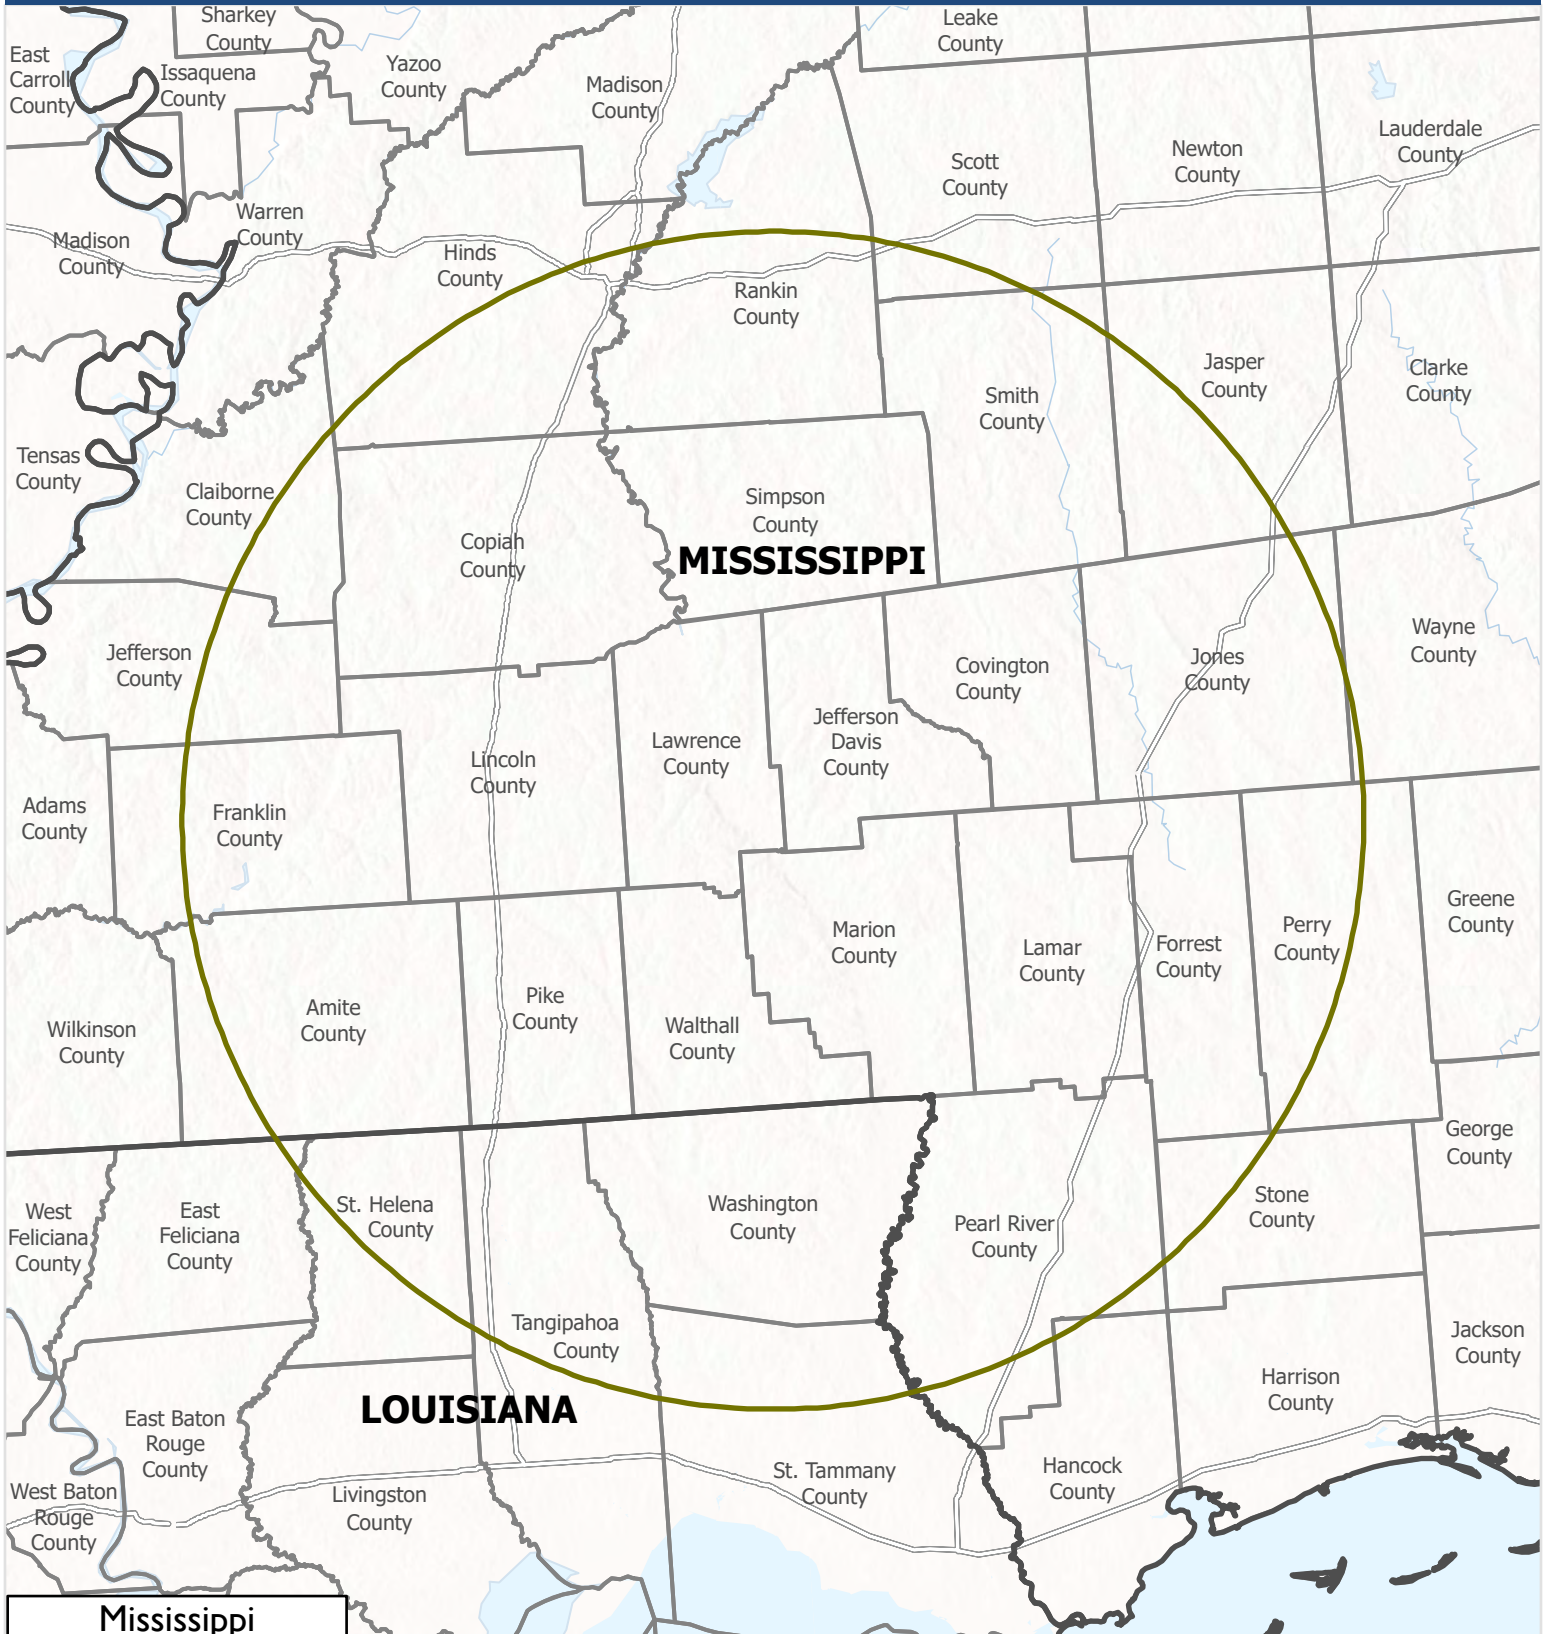 Sharkey
County
Leake
County
East
Carroll
County
Issaquena
County
Yazoo
County
Madison
County
Lauderdale
County
Newton
County
Scott
County
Warren
County
Madison
County
Hinds
County
Rankin
County
Jasper
County
Clarke
County
Smith
County
Tensas
County
Claiborne
County
Simpson
County
Copiah
County
MISSISSIPPI
Jefferson
County
Wayne
County
Jones
County
Covington
County
Jefferson
Davis
County
Lawrence
County
Lincoln
County
Adams
County
Franklin
County
Greene
County
Perry
County
Forrest
County
Marion
County
Lamar
County
Pike
County
Amite
County
Walthall
County
Wilkinson
County
George
County
West
Feliciana
County
East
Feliciana
County
St. Helena
County
Washington
County
Pearl River
County
Stone
County
Tangipahoa
County
Jackson
County
Harrison
County
LOUISIANA
East Baton
Rouge
County
West Baton
Rouge
County
Livingston
County
St. Tammany
County
Hancock
County
Mississippi